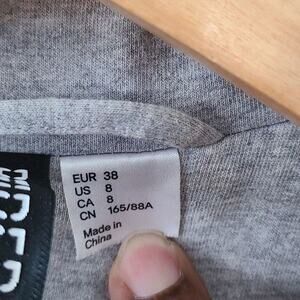 EUR 38
US 8
CA 8
CN 165/88A
Made in
China